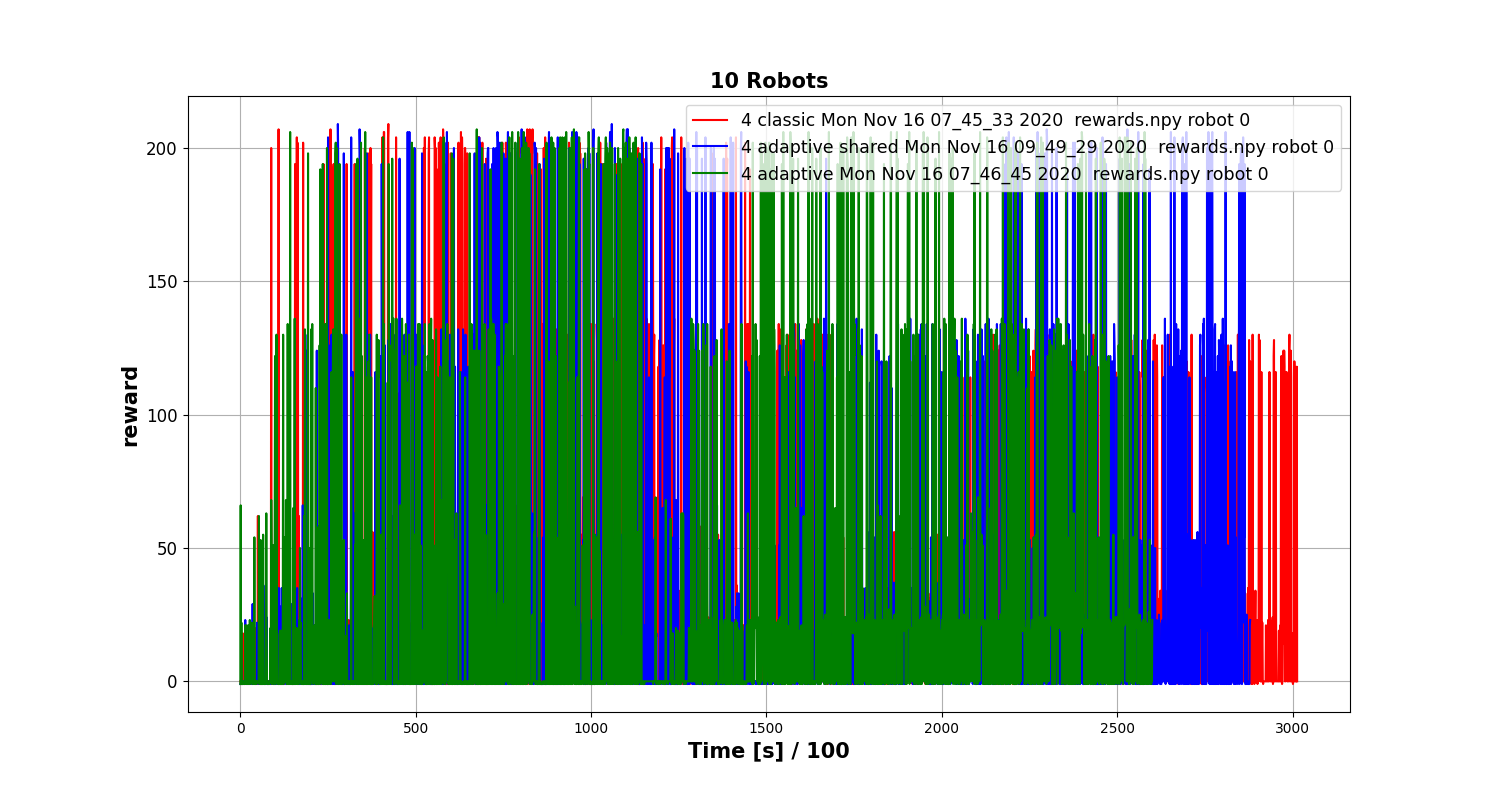 10 Robots
4 classic Mon Nov 16 07_45_33 2020  rewards.npy robot 0
4 adaptive shared Mon Nov 16 09_49_29 2020  rewards.npy robot 0
4 adaptive Mon Nov 16 07_46_45 2020  rewards.npy robot 0
200
150
100
50
0
reward
0 500 1000 1500 2000 2500 3000
Time [s] / 100